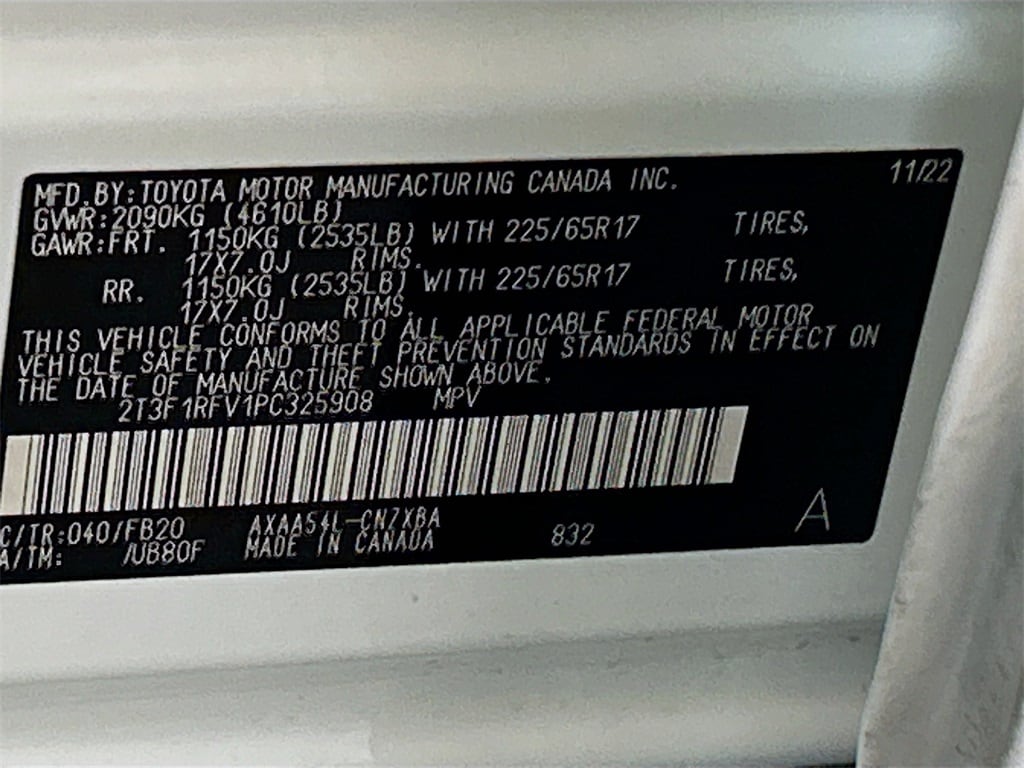 MFD.BY:TOYOTA MOTOR MANUFACTURING CANADA INC. 11/22
GVWR:2090KG (4610LB)
GAWR:FRT. 1150KG (2535LB) WITH 225/65R17 TIRES,
17X7.0J RIMS.
RR. 1150KG (2535LB) WITH 225/65R17 TIRES,
17X7.0J RIMS.
THIS VEHICLE CONFORMS TO ALL APPLICABLE FEDERAL MOTOR
VEHICLE SAFETY AND THEFT PREVENTION STANDARDS IN EFFECT ON
THE DATE OF MANUFACTURE SHOWN ABOVE.
2T3F1RFV1PC325908 MPV
C/TR:040/FB20 AXAA54L-CNZXBA 832 A
A/TM: /UB80F MADE IN CANADA